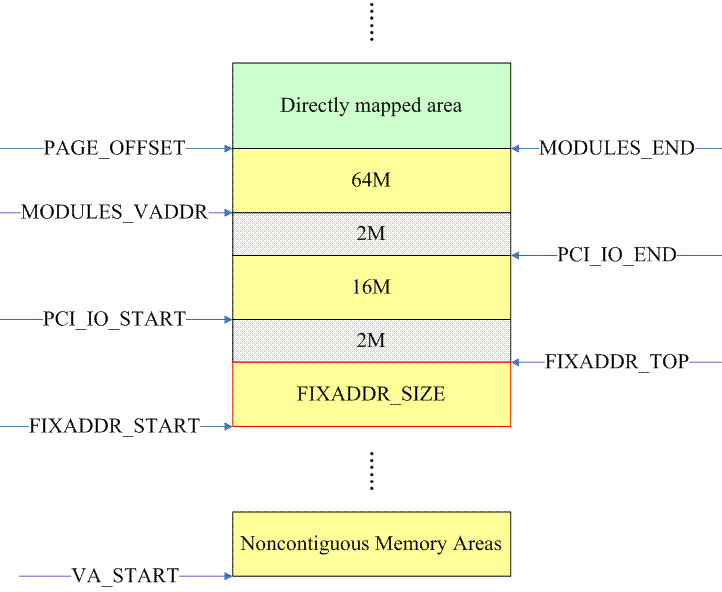 Directly mapped area
PAGE_OFFSET
MODULES_END
64M
MODULES_VADDR
2M
PCI_IO_END
16M
PCI_IO_START
2M
FIXADDR_TOP
FIXADDR_SIZE
FIXADDR_START
Noncontiguous Memory Areas
VA_START